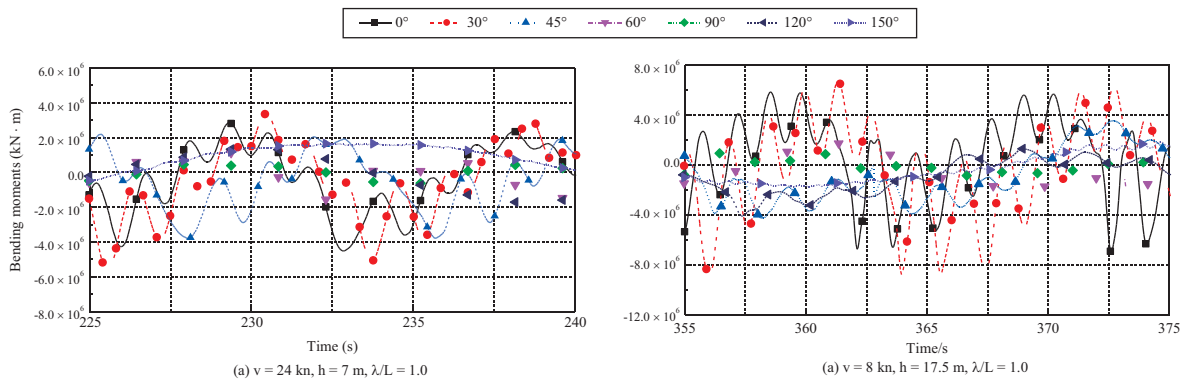 0° 30° 45° 60° 90° 120° 150°
Bending moments (kN · m)
6.0 × 10⁶
4.0 × 10⁶
2.0 × 10⁶
0.0
-2.0 × 10⁶
-4.0 × 10⁶
-6.0 × 10⁶
-8.0 × 10⁶
225 230 235 240
Time (s)
(a) v = 24 kn, h = 7 m, λ/L = 1.0
8.0 × 10⁶
4.0 × 10⁶
0.0
-4.0 × 10⁶
-8.0 × 10⁶
-12.0 × 10⁶
355 360 365 370 375
Time/s
(a) v = 8 kn, h = 17.5 m, λ/L = 1.0